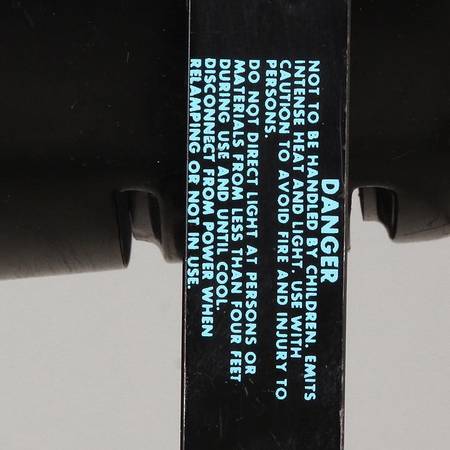 DANGER
NOT TO BE HANDLED BY CHILDREN. EMITS
INTENSE HEAT AND LIGHT. USE WITH
CAUTION TO AVOID FIRE AND INJURY TO
PERSONS.
DO NOT DIRECT LIGHT AT PERSONS OR
MATERIALS FROM LESS THAN FOUR FEET
DURING USE AND UNTIL COOL.
DISCONNECT FROM POWER WHEN
RELAMPING OR NOT IN USE.